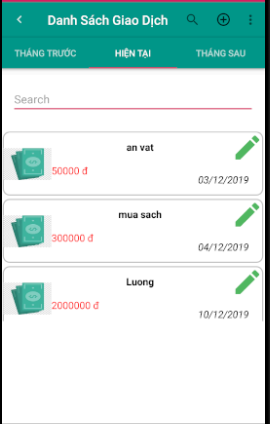 Danh Sách Giao Dịch
THÁNG TRƯỚC HIỆN TẠI THÁNG SAU
Search
an vat
50000 đ
03/12/2019
mua sach
300000 đ
04/12/2019
Luong
2000000 đ
10/12/2019